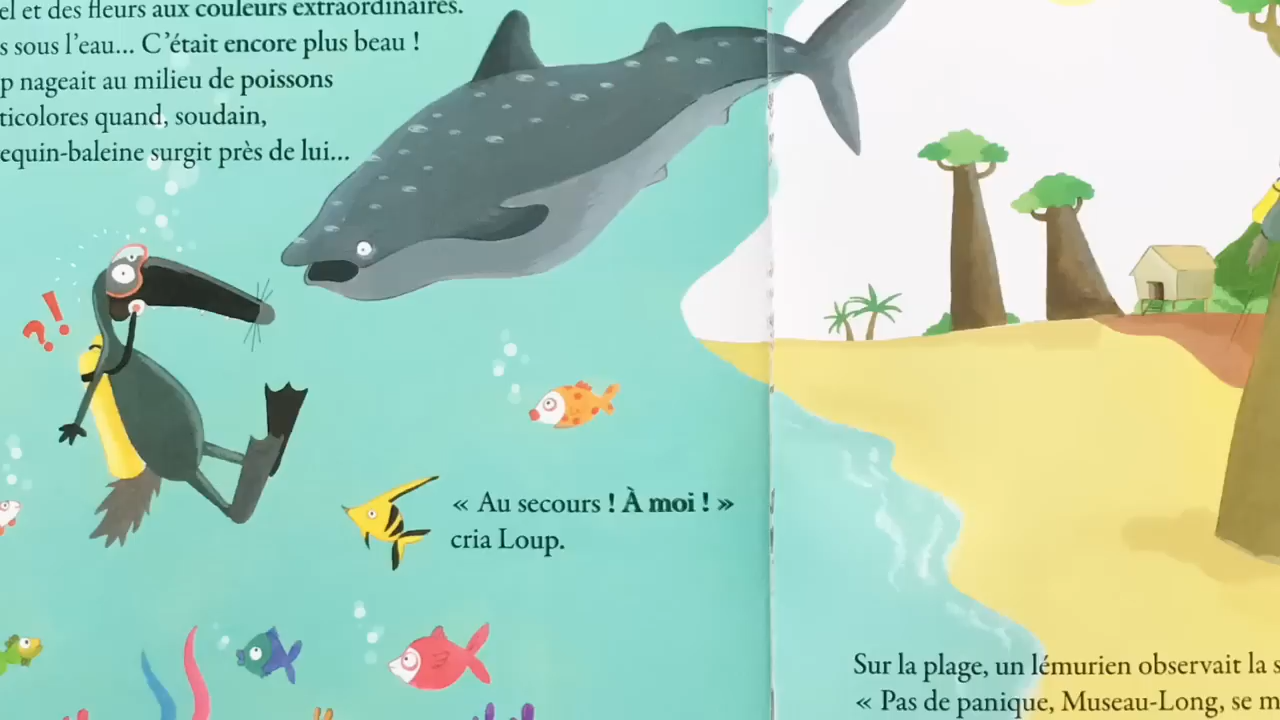 el et des fleurs aux couleurs extraordinaires.
s sous l'eau... C'était encore plus beau !
p nageait au milieu de poissons
ticolores quand, soudain,
equin-baleine surgit près de lui...
?!
« Au secours ! À moi ! »
cria Loup.
Sur la plage, un lémurien observait la s
« Pas de panique, Museau-Long, se m